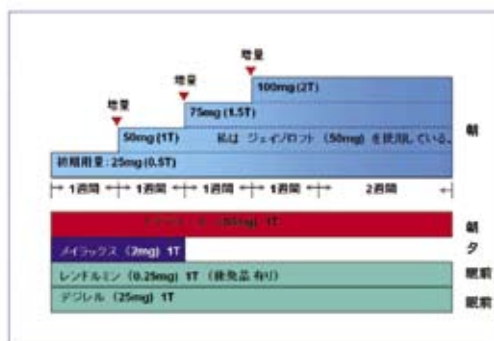 増量
増量
増量
100mg (2T)
75mg (1.5T)
50mg (1T) 私は ジェイゾロフト (50mg) を使用している。
初期用量：25mg (0.5T)
朝
1週間 1週間 1週間 1週間 2週間
1T 朝
メイラックス (2mg) 1T 夕
レンドルミン (0.25mg) 1T (後発品 有り) 眠前
デジレル (25mg) 1T 眠前